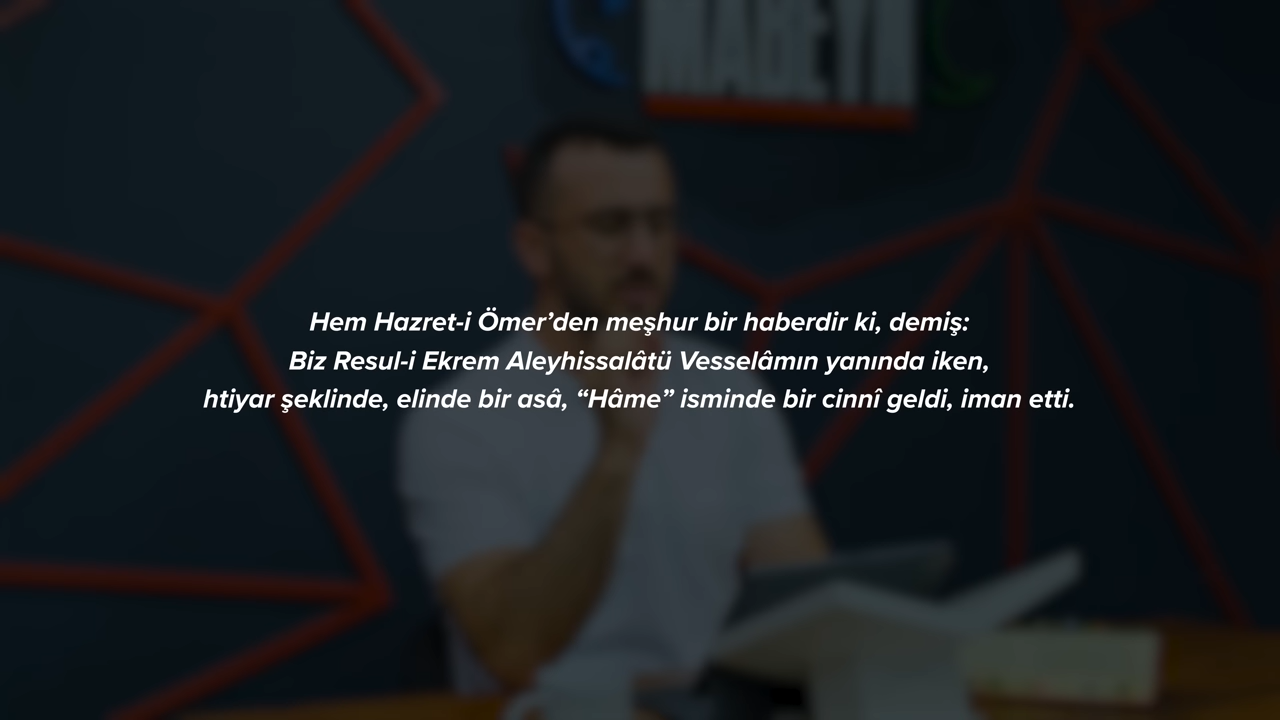 MABEYN
Hem Hazret-i Ömer’den meşhur bir haberdir ki, demiş:
Biz Resul-i Ekrem Aleyhissalâtü Vesselâmın yanında iken,
htiyar şeklinde, elinde bir asâ, “Hâme” isminde bir cinnî geldi, iman etti.